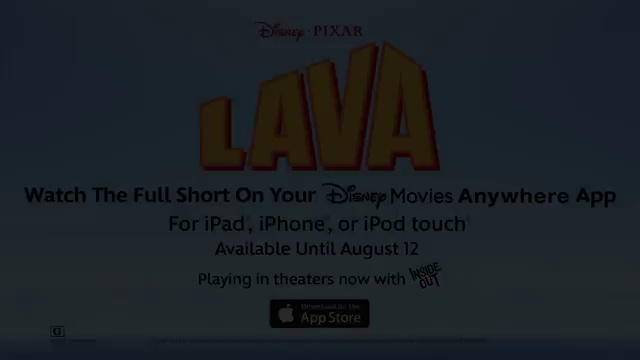 Disney · PIXAR
LAVA
Watch The Full Short On Your Disney Movies Anywhere App
For iPad, iPhone, or iPod touch
Available Until August 12
Playing in theaters now with INSIDE OUT
Download on the
App Store
G